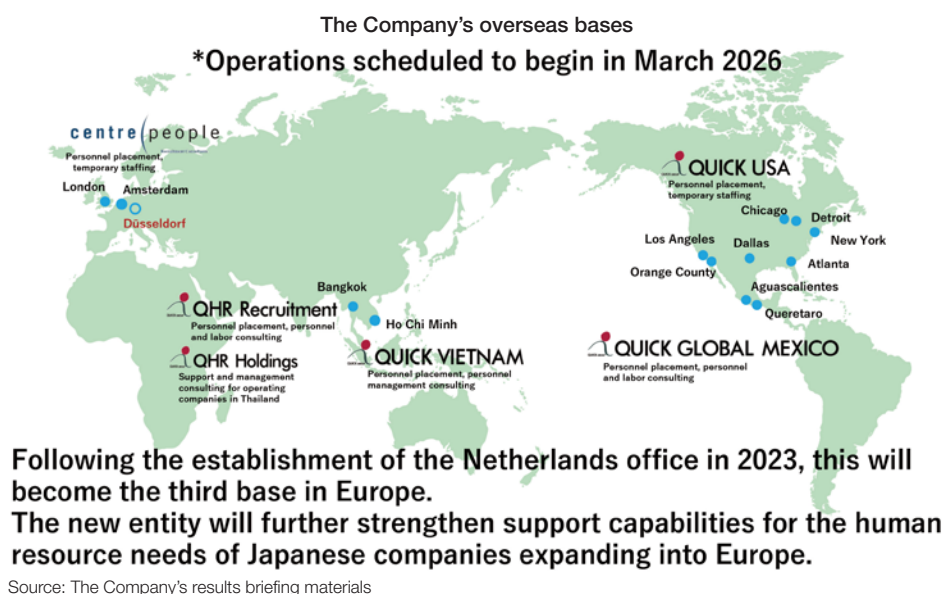 The Company's overseas bases
*Operations scheduled to begin in March 2026
centre people
Personnel placement,
temporary staffing
London
Amsterdam
Düsseldorf
QUICK USA
Personnel placement,
temporary staffing
Chicago
Detroit
New York
Los Angeles
Dallas
Orange County
Atlanta
Aguascalientes
Queretaro
Bangkok
Ho Chi Minh
QHR Recruitment
Personnel placement, personnel
and labor consulting
QHR Holdings
Support and management
consulting for operating
companies in Thailand
QUICK VIETNAM
Personnel placement, personnel
management consulting
QUICK GLOBAL MEXICO
Personnel placement, personnel
and labor consulting
Following the establishment of the Netherlands office in 2023, this will
become the third base in Europe.
The new entity will further strengthen support capabilities for the human
resource needs of Japanese companies expanding into Europe.
Source: The Company's results briefing materials